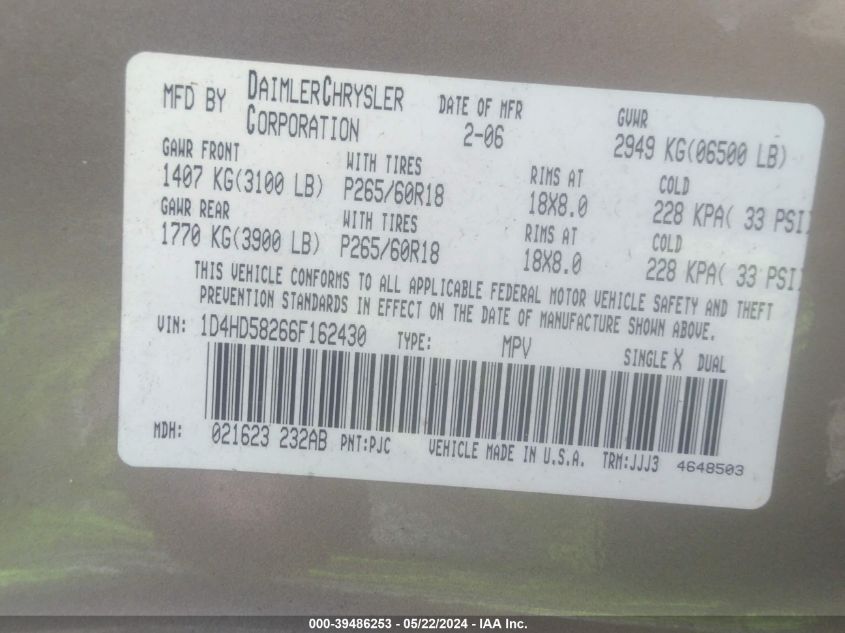 MFD BY DAIMLERCHRYSLER CORPORATION DATE OF MFR 2-06 GVWR 2949 KG(06500 LB)
GAWR FRONT WITH TIRES RIMS AT COLD
1407 KG(3100 LB) P265/60R18 18X8.0 228 KPA( 33 PSI)
GAWR REAR WITH TIRES RIMS AT COLD
1770 KG(3900 LB) P265/60R18 18X8.0 228 KPA( 33 PSI)
THIS VEHICLE CONFORMS TO ALL APPLICABLE FEDERAL MOTOR VEHICLE SAFETY AND THEFT
PREVENTION STANDARDS IN EFFECT ON THE DATE OF MANUFACTURE SHOWN ABOVE.
VIN: 1D4HD58266F162430 TYPE: MPV SINGLE X DUAL
MDH: 021623 232AB PNT:PJC VEHICLE MADE IN U.S.A. TRM:JJJ3 4648503
000-39486253 - 05/22/2024 - IAA Inc.